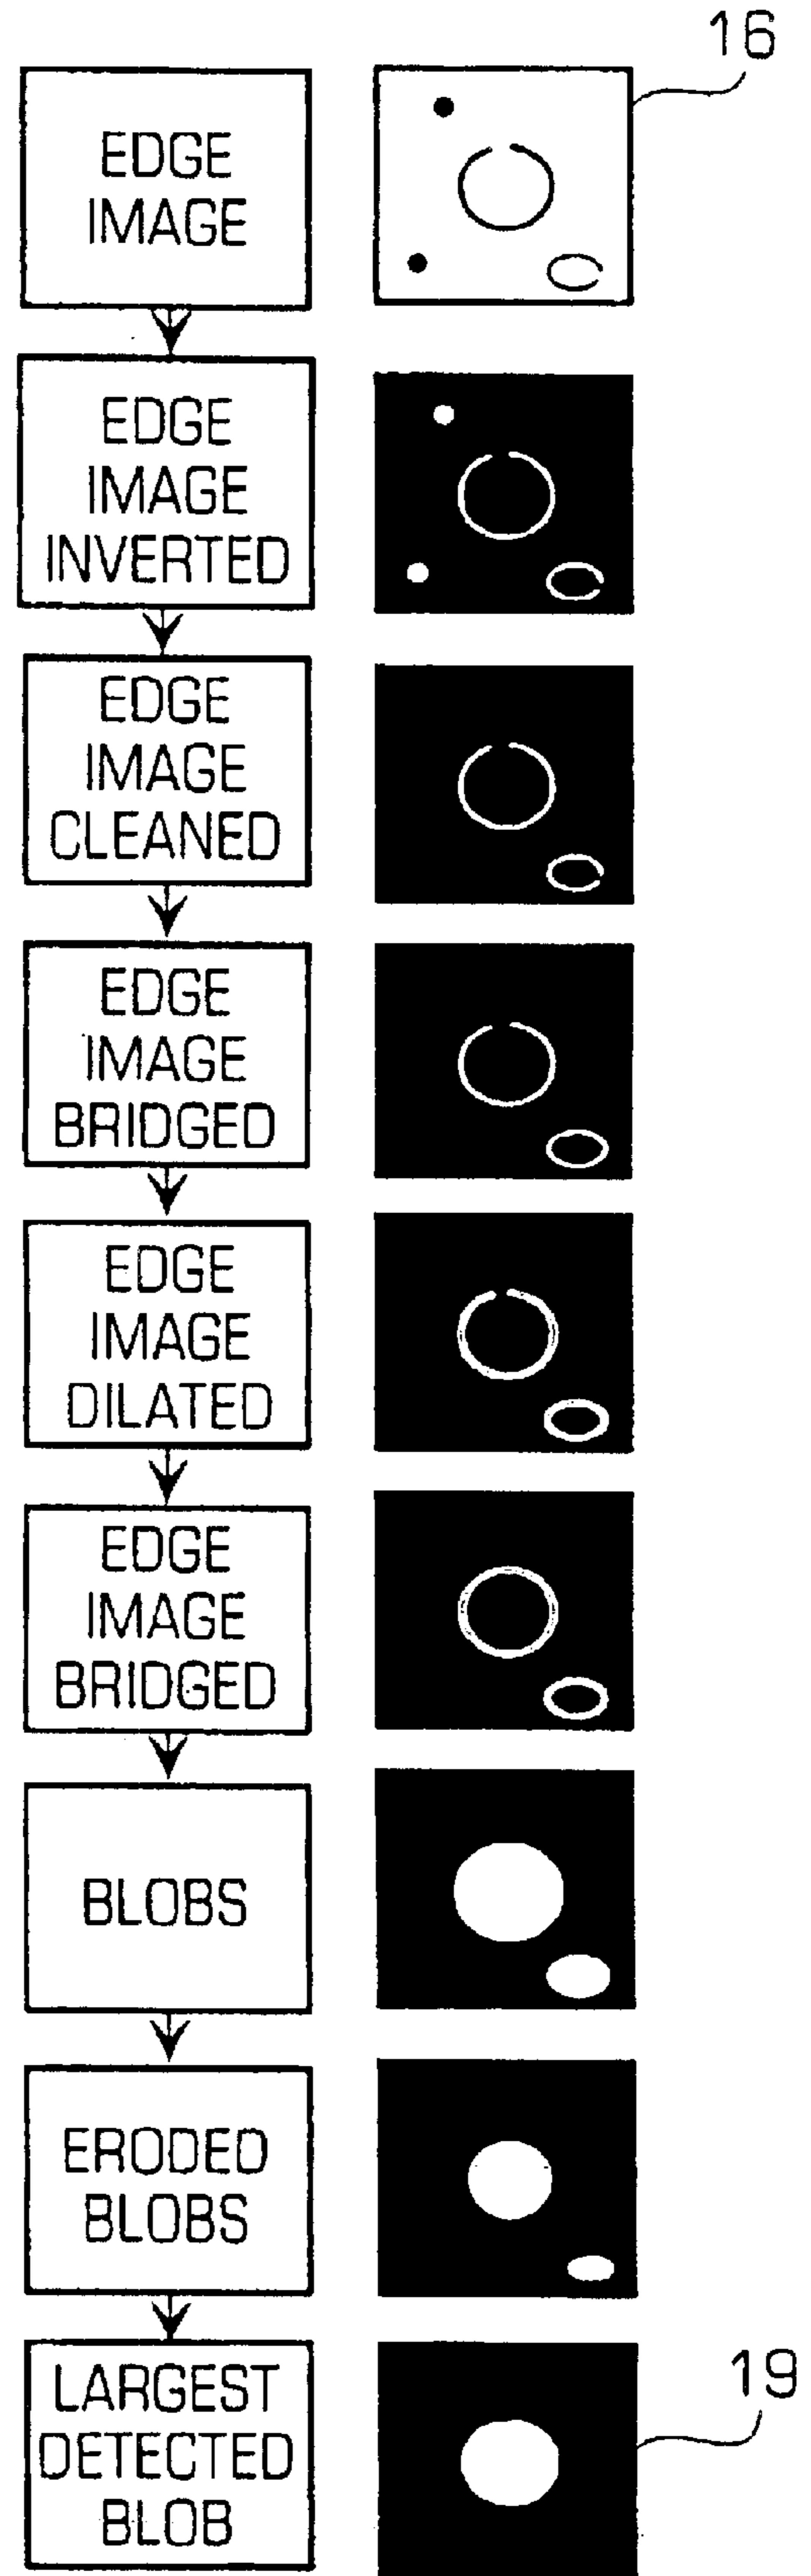 16
EDGE
IMAGE
EDGE
IMAGE
INVERTED
EDGE
IMAGE
CLEANED
EDGE
IMAGE
BRIDGED
EDGE
IMAGE
DILATED
EDGE
IMAGE
BRIDGED
BLOBS
ERODED
BLOBS
19
LARGEST
DETECTED
BLOB